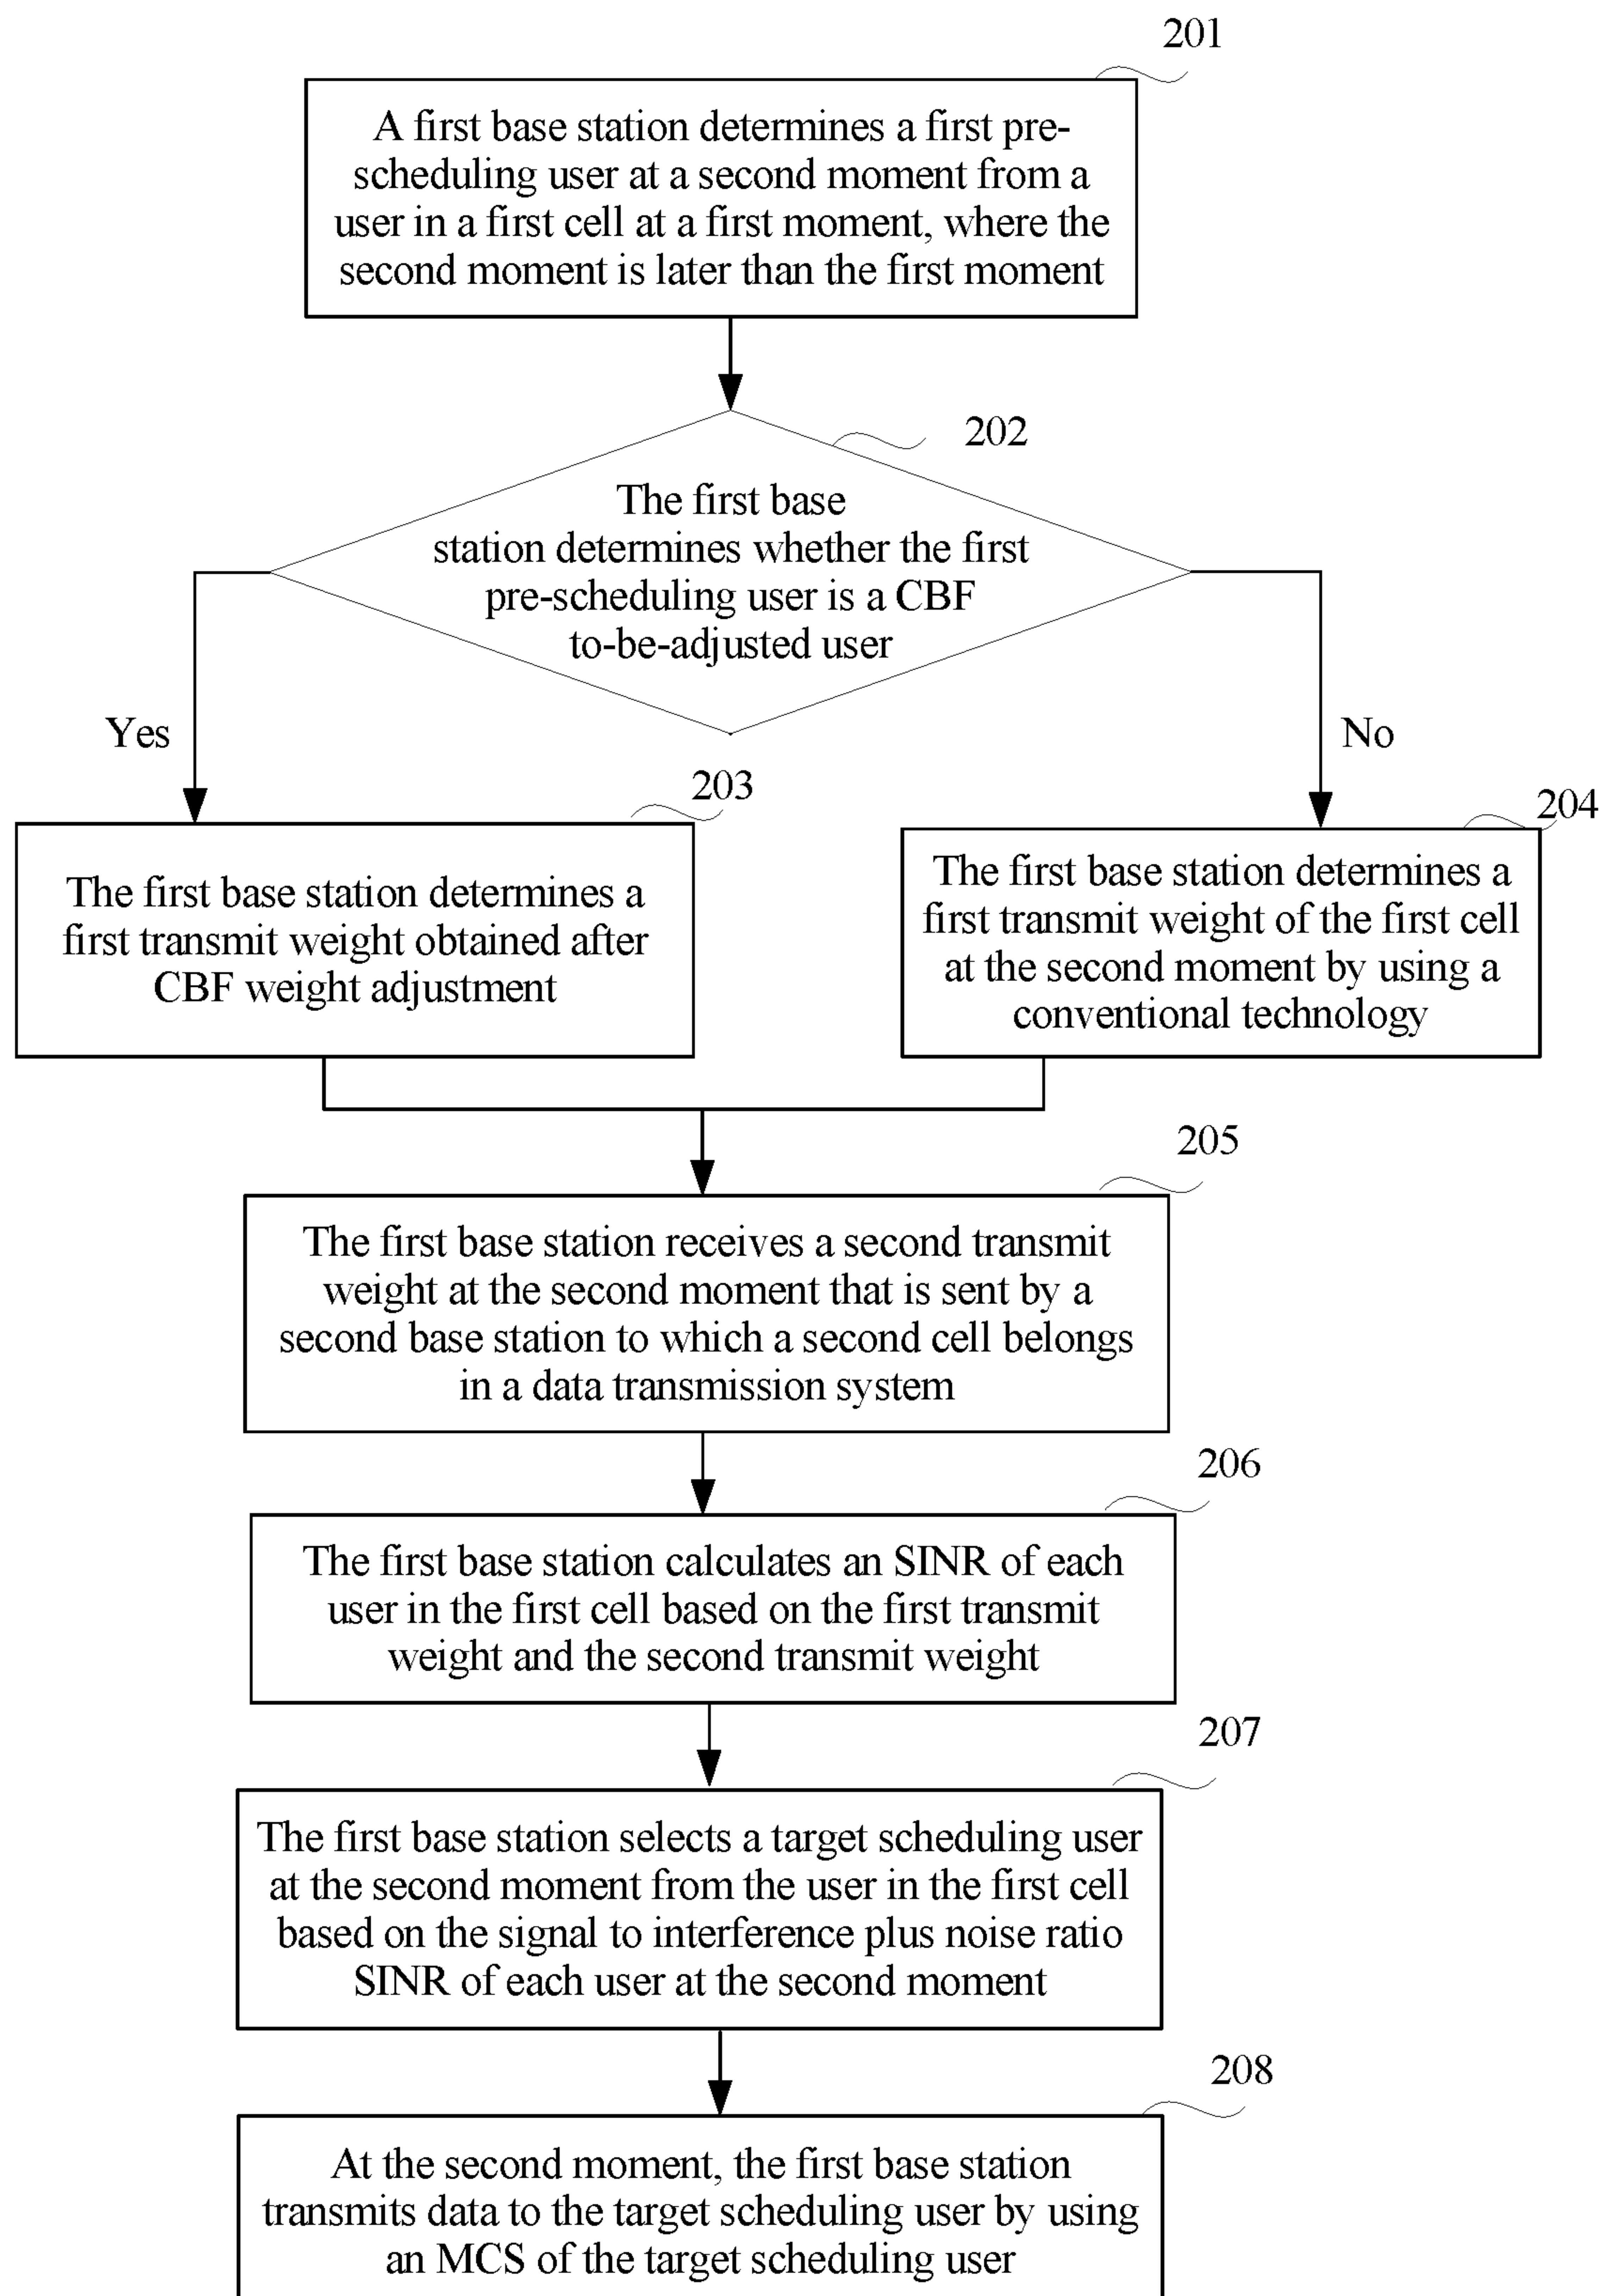 201
A first base station determines a first pre-
scheduling user at a second moment from a
user in a first cell at a first moment, where the
second moment is later than the first moment
202
The first base
station determines whether the first
pre-scheduling user is a CBF
to-be-adjusted user
Yes
No
203
The first base station determines a
first transmit weight obtained after
CBF weight adjustment
204
The first base station determines a
first transmit weight of the first cell
at the second moment by using a
conventional technology
205
The first base station receives a second transmit
weight at the second moment that is sent by a
second base station to which a second cell belongs
in a data transmission system
206
The first base station calculates an SINR of each
user in the first cell based on the first transmit
weight and the second transmit weight
207
The first base station selects a target scheduling user
at the second moment from the user in the first cell
based on the signal to interference plus noise ratio
SINR of each user at the second moment
208
At the second moment, the first base station
transmits data to the target scheduling user by using
an MCS of the target scheduling user